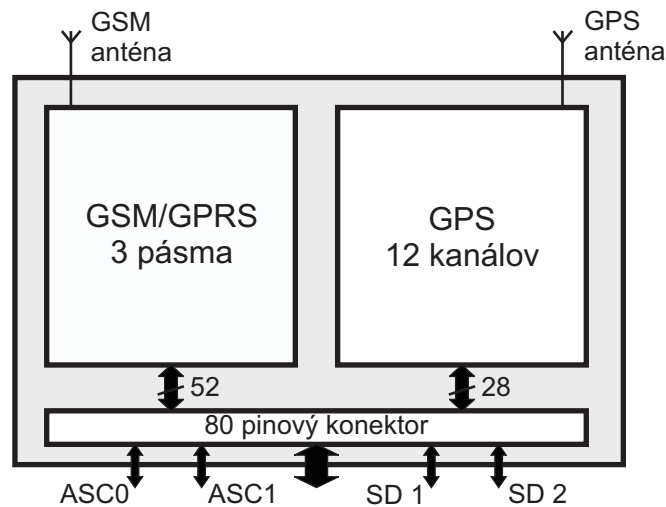 GSM
anténa
GPS
anténa
GSM/GPRS
3 pásma
GPS
12 kanálov
52
28
80 pinový konektor
ASC0
ASC1
SD 1
SD 2